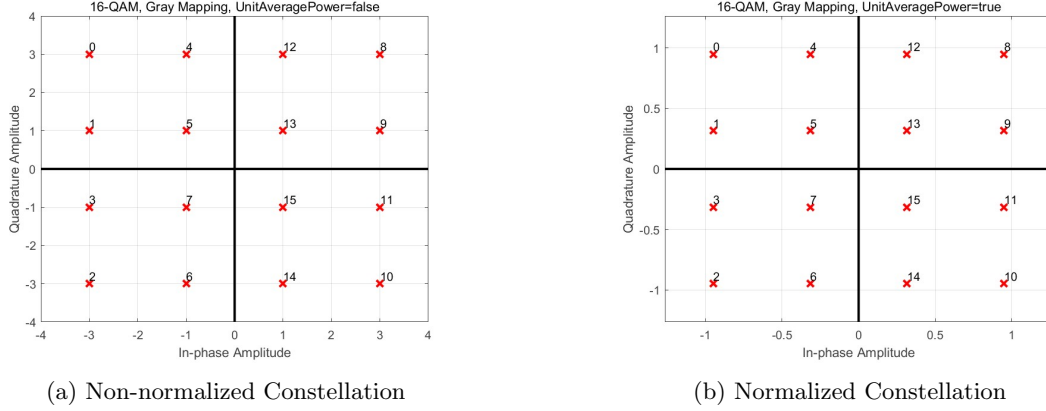 16-QAM, Gray Mapping, UnitAveragePower=false
4
3
2
1
0
-1
-2
-3
-4
Quadrature Amplitude
0 4 12 8
1 5 13 9
3 7 15 11
2 6 14 10
-4 -3 -2 -1 0 1 2 3 4
In-phase Amplitude
(a) Non-normalized Constellation
16-QAM, Gray Mapping, UnitAveragePower=true
1
0.5
0
-0.5
-1
Quadrature Amplitude
0 4 12 8
1 5 13 9
3 7 15 11
2 6 14 10
-1 -0.5 0 0.5 1
In-phase Amplitude
(b) Normalized Constellation